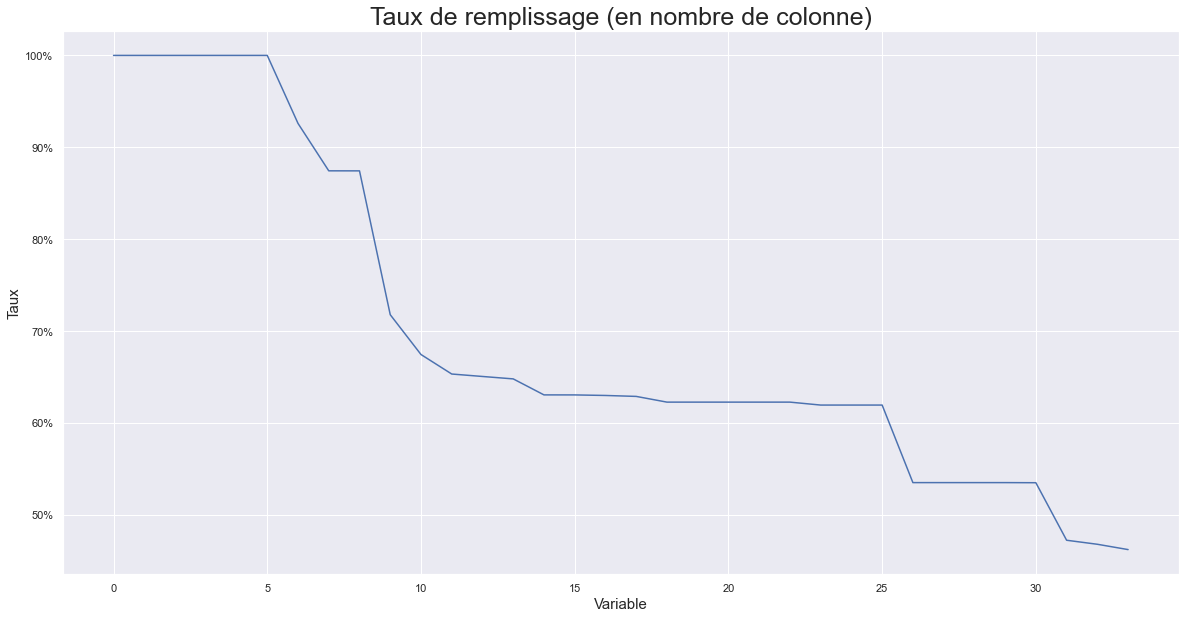 Taux de remplissage (en nombre de colonne)
100%
90%
80%
70%
60%
50%
Taux
0 5 10 15 20 25 30
Variable